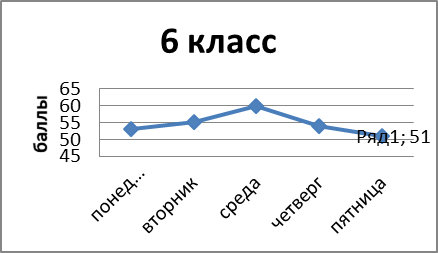 6 класс
баллы
65
60
55
50
45
Ряд1; 51
понед...
вторник
среда
четверг
пятница